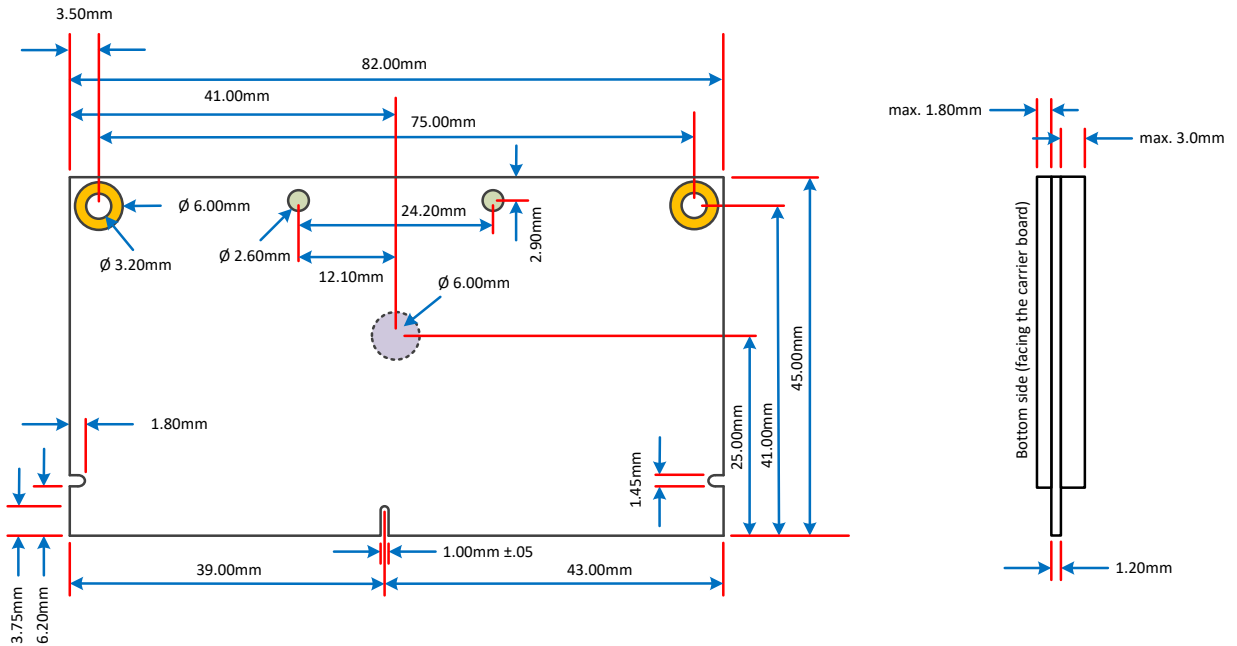 3.50mm
82.00mm
41.00mm
75.00mm
max. 1.80mm
max. 3.0mm
Ø 6.00mm
24.20mm
Ø 3.20mm
Ø 2.60mm
2.90mm
12.10mm
Ø 6.00mm
45.00mm
25.00mm
41.00mm
Bottom side (facing the carrier board)
1.80mm
1.45mm
1.00mm ±.05
39.00mm
43.00mm
1.20mm
3.75mm
6.20mm